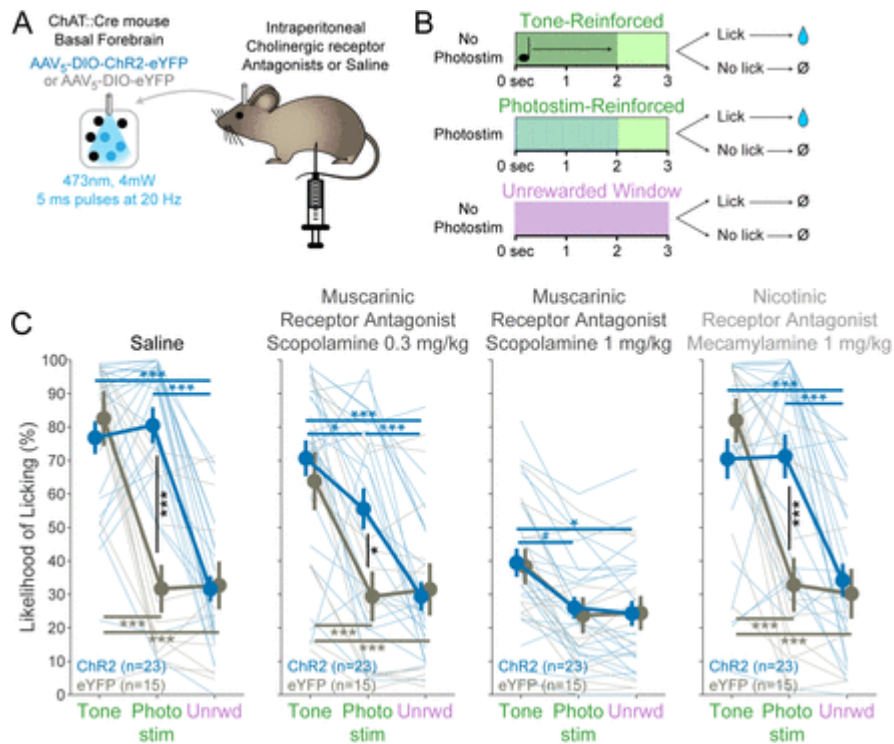 A
ChAT::Cre mouse
Basal Forebrain
AAV₅-DIO-ChR2-eYFP
or AAV₅-DIO-eYFP
473nm, 4mW
5 ms pulses at 20 Hz
Intraperitoneal
Cholinergic receptor
Antagonists or Saline
B
Tone-Reinforced
No
Photostim
0 sec 1 2 3
Lick
No lick Ø
Photostim-Reinforced
Photostim
0 sec 1 2 3
Lick
No lick Ø
Unrewarded Window
No
Photostim
0 sec 1 2 3
Lick Ø
No lick Ø
C
Likelihood of Licking (%)
100
90
80
70
60
50
40
30
20
10
0
Saline
***
***
***
***
***
ChR2 (n=23)
eYFP (n=15)
Tone Photo Unrwd
stim
Muscarinic
Receptor Antagonist
Scopolamine 0.3 mg/kg
***
* ***
*
***
***
ChR2 (n=23)
eYFP (n=15)
Tone Photo Unrwd
stim
Muscarinic
Receptor Antagonist
Scopolamine 1 mg/kg
*
ChR2 (n=23)
eYFP (n=15)
Tone Photo Unrwd
stim
Nicotinic
Receptor Antagonist
Mecamylamine 1 mg/kg
***
***
***
***
***
ChR2 (n=23)
eYFP (n=15)
Tone Photo Unrwd
stim